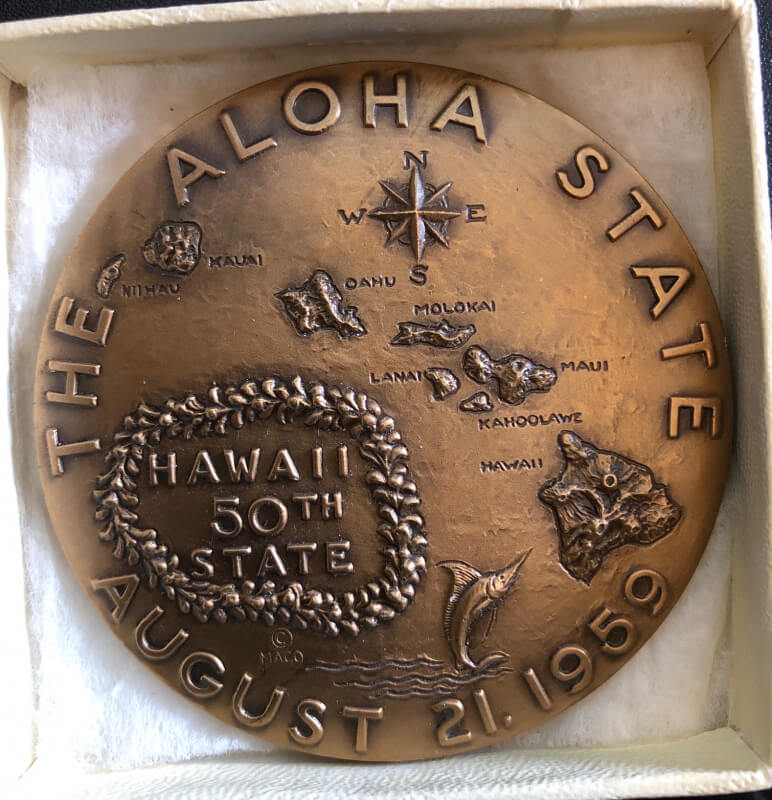 THE ALOHA STATE
N
W E
S
KAUAI
NIIHAU
OAHU
MOLOKAI
LANAI
MAUI
KAHOOLAWE
HAWAII
HAWAII
50TH
STATE
©
MACO
AUGUST 21. 1959